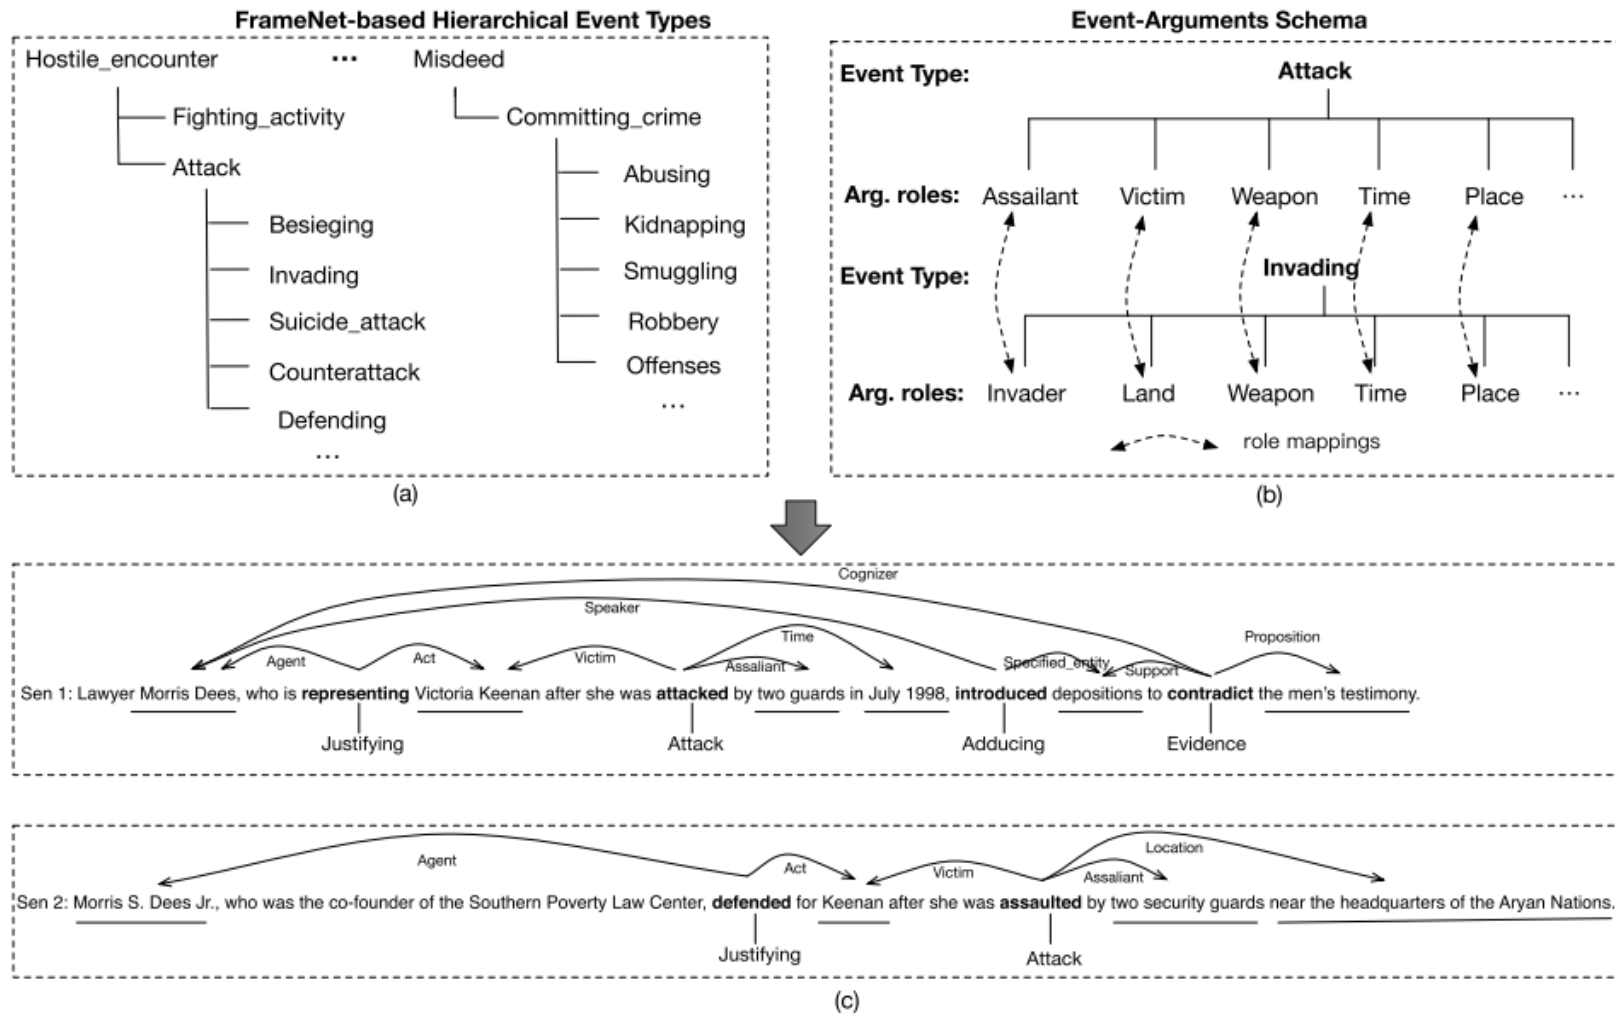 FrameNet-based Hierarchical Event Types
Hostile_encounter ... Misdeed
Fighting_activity
Committing_crime
Attack
Abusing
Besieging
Kidnapping
Invading
Smuggling
Suicide_attack
Robbery
Counterattack
Offenses
Defending
...
...
(a)
Event-Arguments Schema
Event Type: Attack
Arg. roles: Assailant Victim Weapon Time Place ...
Event Type: Invading
Arg. roles: Invader Land Weapon Time Place ...
role mappings
(b)
Cognizer
Speaker
Agent Act Victim Time Assaliant Specified_entity Support Proposition
Sen 1: Lawyer Morris Dees, who is representing Victoria Keenan after she was attacked by two guards in July 1998, introduced depositions to contradict the men's testimony.
Justifying Attack Adducing Evidence
Agent Act Victim Assaliant Location
Sen 2: Morris S. Dees Jr., who was the co-founder of the Southern Poverty Law Center, defended for Keenan after she was assaulted by two security guards near the headquarters of the Aryan Nations.
Justifying Attack
(c)